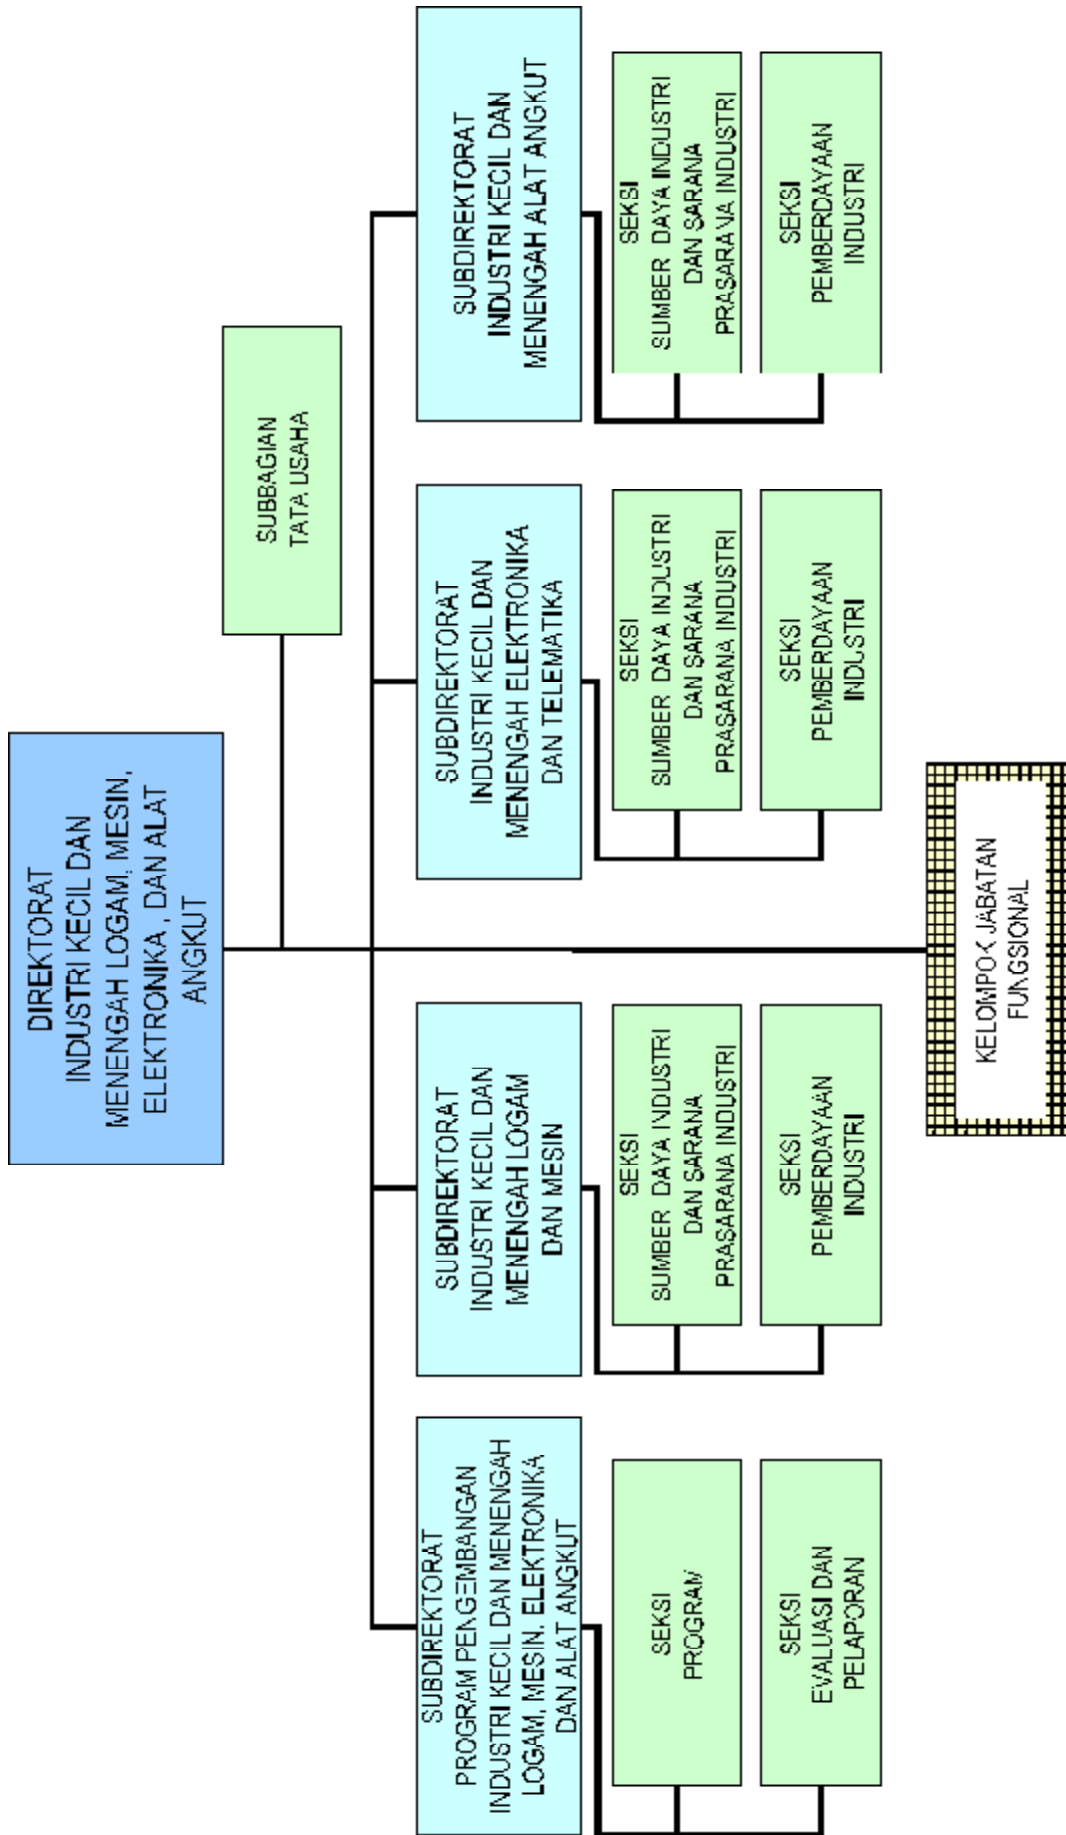 DIREKTORAT
INDUSTRI KECIL DAN
MENENGAH LOGAM, MESIN,
ELEKTRONIKA , DAN ALAT
ANGKUT
SUBBAGIAN
TATA USAHA
SUBDIREKTORAT
PROGRAM PENGEMBANGAN
INDUSTRI KECIL DAN MENENGAH
LOGAM, MESIN, ELEKTRONIKA
DAN ALAT ANGKUT
SEKSI
PROGRAM
SEKSI
EVALUASI DAN
PELAPORAN
SUBDIREKTORAT
INDUSTRI KECIL DAN
MENENGAH LOGAM
DAN MESIN
SEKSI
SUMBER DAYA INDUSTRI
DAN SARANA
PRASARANA INDUSTRI
SEKSI
PEMBERDAYAAN
INDUSTRI
SUBDIREKTORAT
INDUSTRI KECIL DAN
MENENGAH ELEKTRONIKA
DAN TELEMATIKA
SEKSI
SUMBER DAYA INDUSTRI
DAN SARANA
PRASARANA INDUSTRI
SEKSI
PEMBERDAYAAN
INDUSTRI
SUBDIREKTORAT
INDUSTRI KECIL DAN
MENENGAH ALAT ANGKUT
SEKSI
SUMBER DAYA INDUSTRI
DAN SARANA
PRASARANA INDUSTRI
SEKSI
PEMBERDAYAAN
INDUSTRI
KELOMPOK JABATAN
FUNGSIONAL